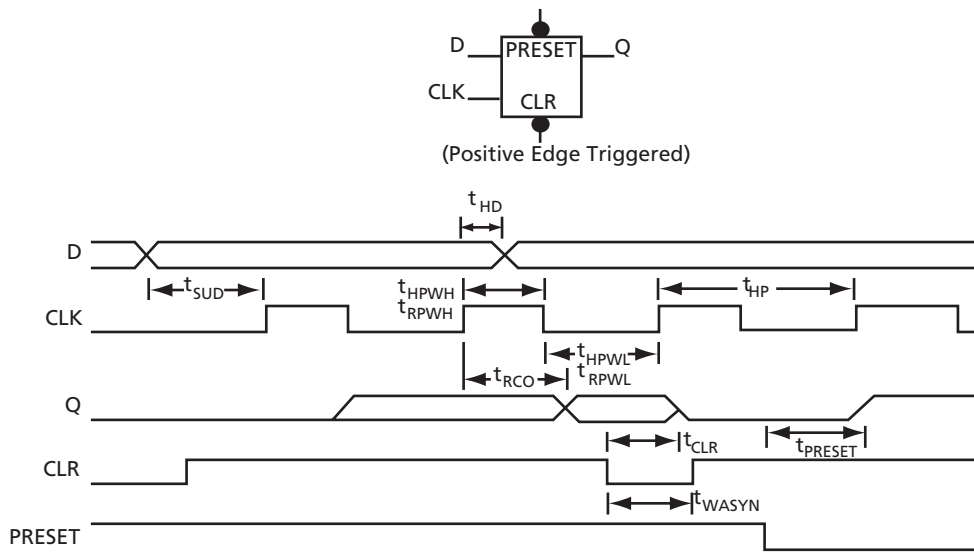 D PRESET Q
CLK CLR
(Positive Edge Triggered)
tHD
D
tSUD tHPWH tHP
CLK tRPWH
tHPWL
tRCO tRPWL
Q
tCLR tPRESET
CLR
tWASYN
PRESET